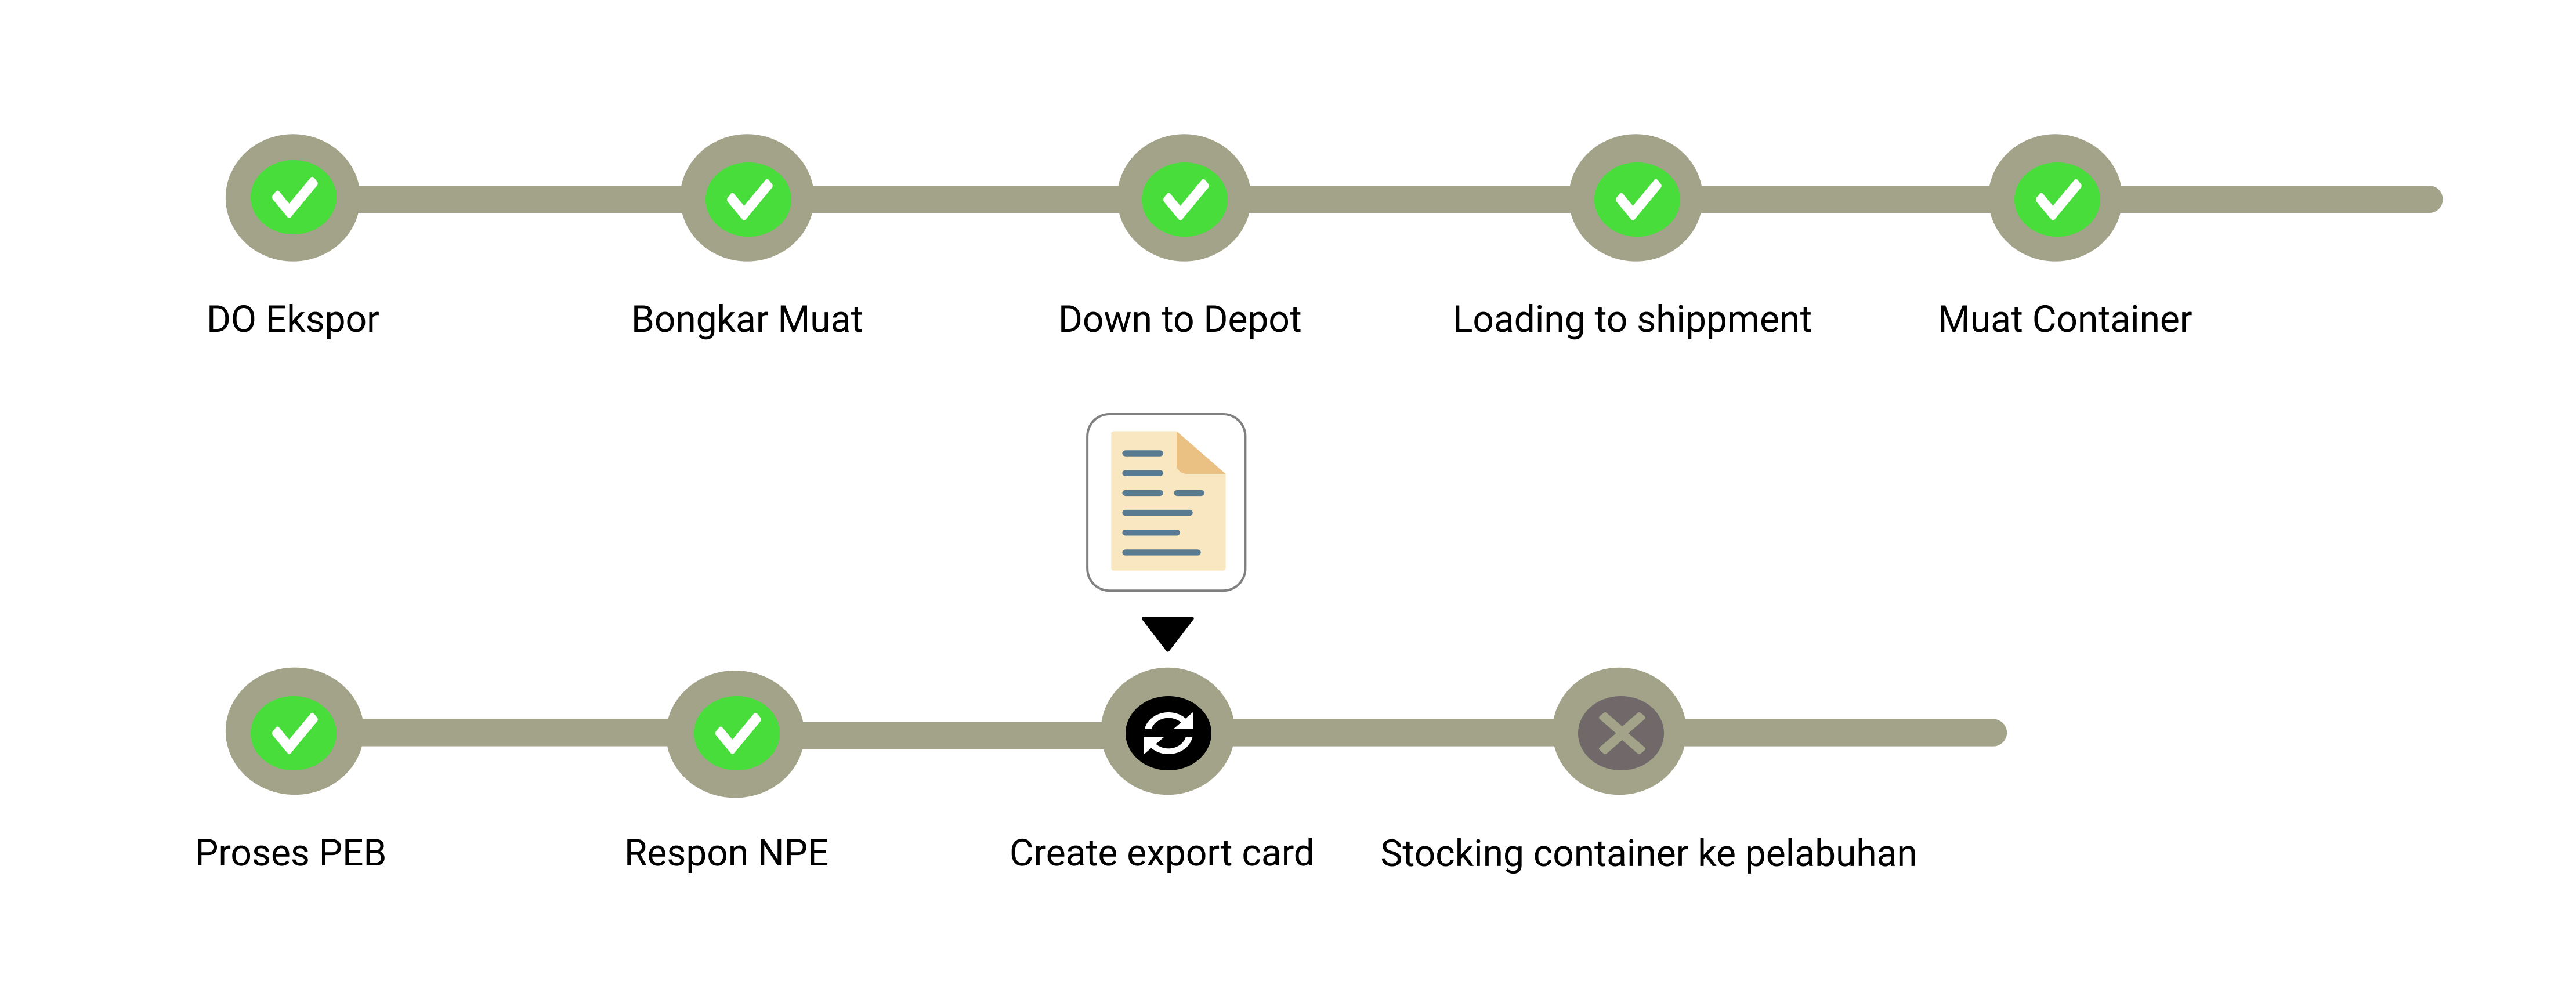 DO Ekspor
Bongkar Muat
Down to Depot
Loading to shippment
Muat Container
Proses PEB
Respon NPE
Create export card
Stocking container ke pelabuhan